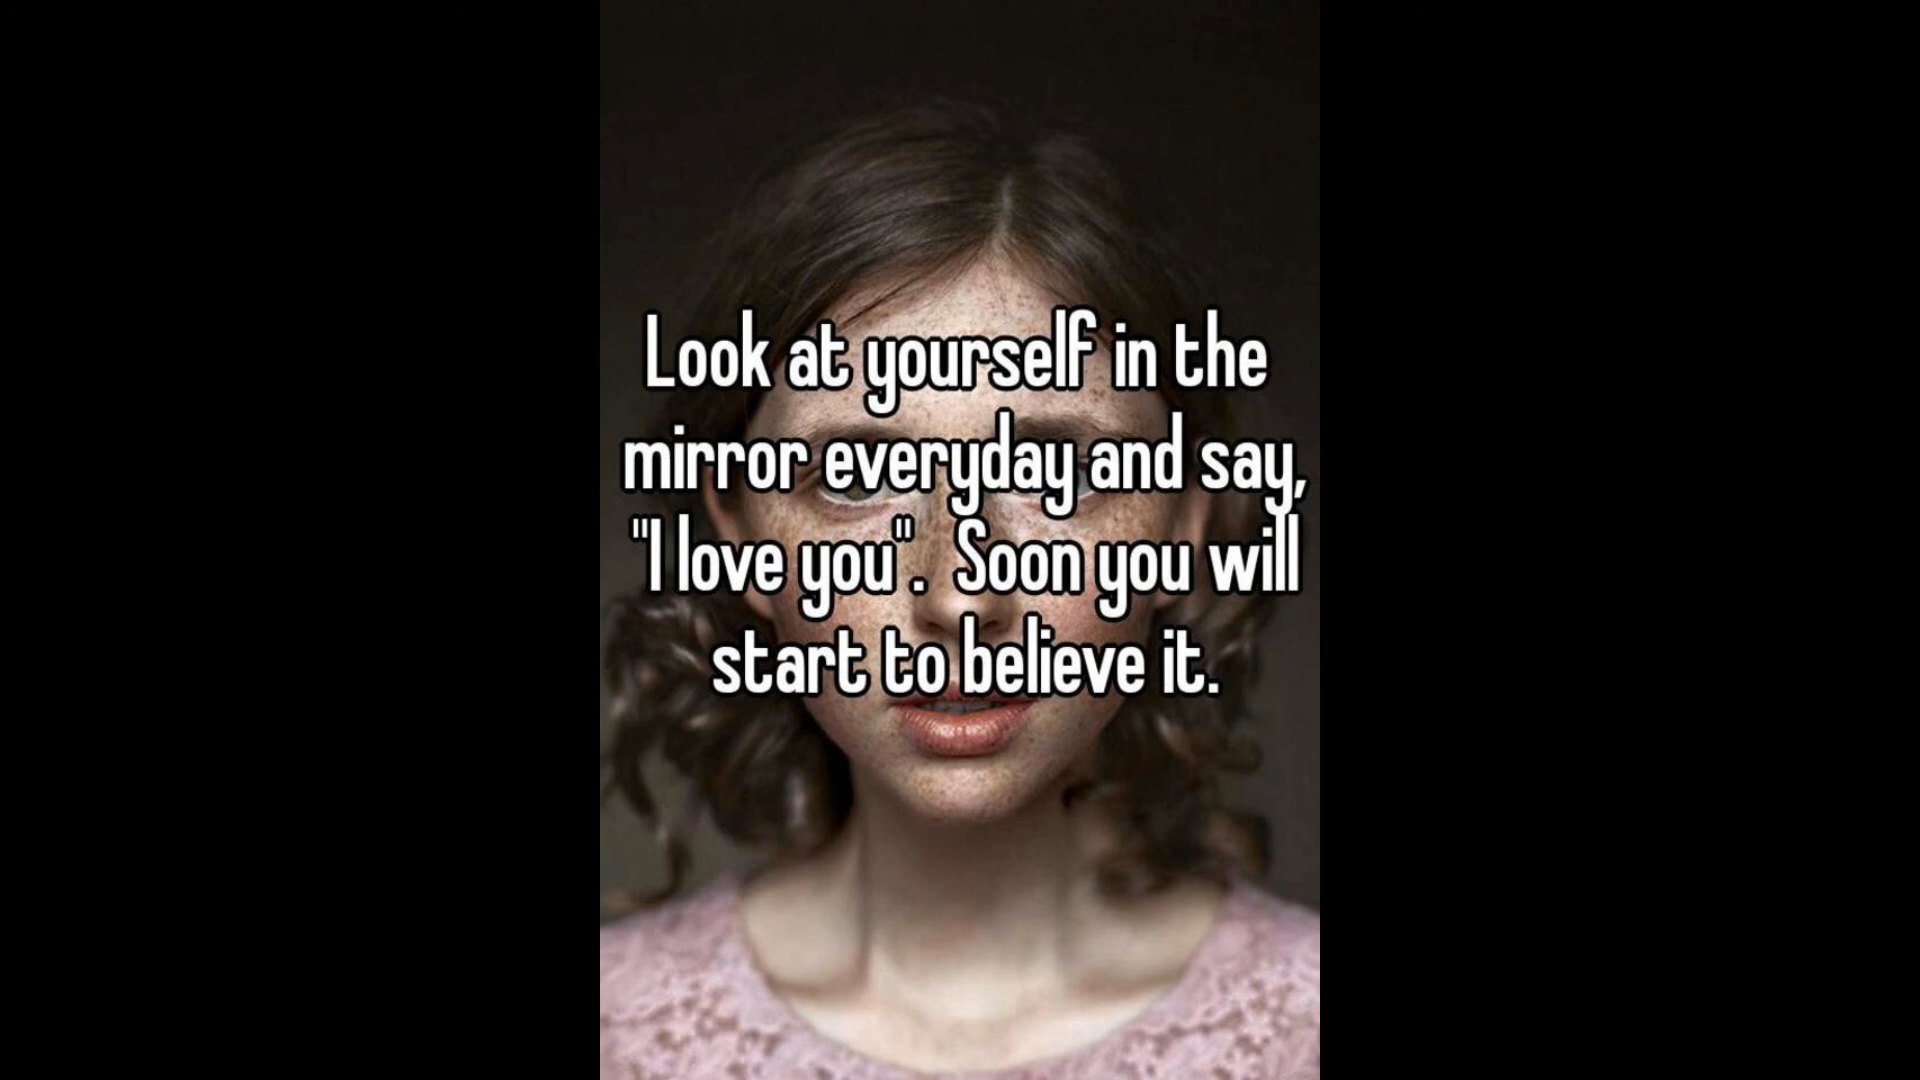 Look at yourself in the
mirror everyday and say,
"I love you".  Soon you will
start to believe it.